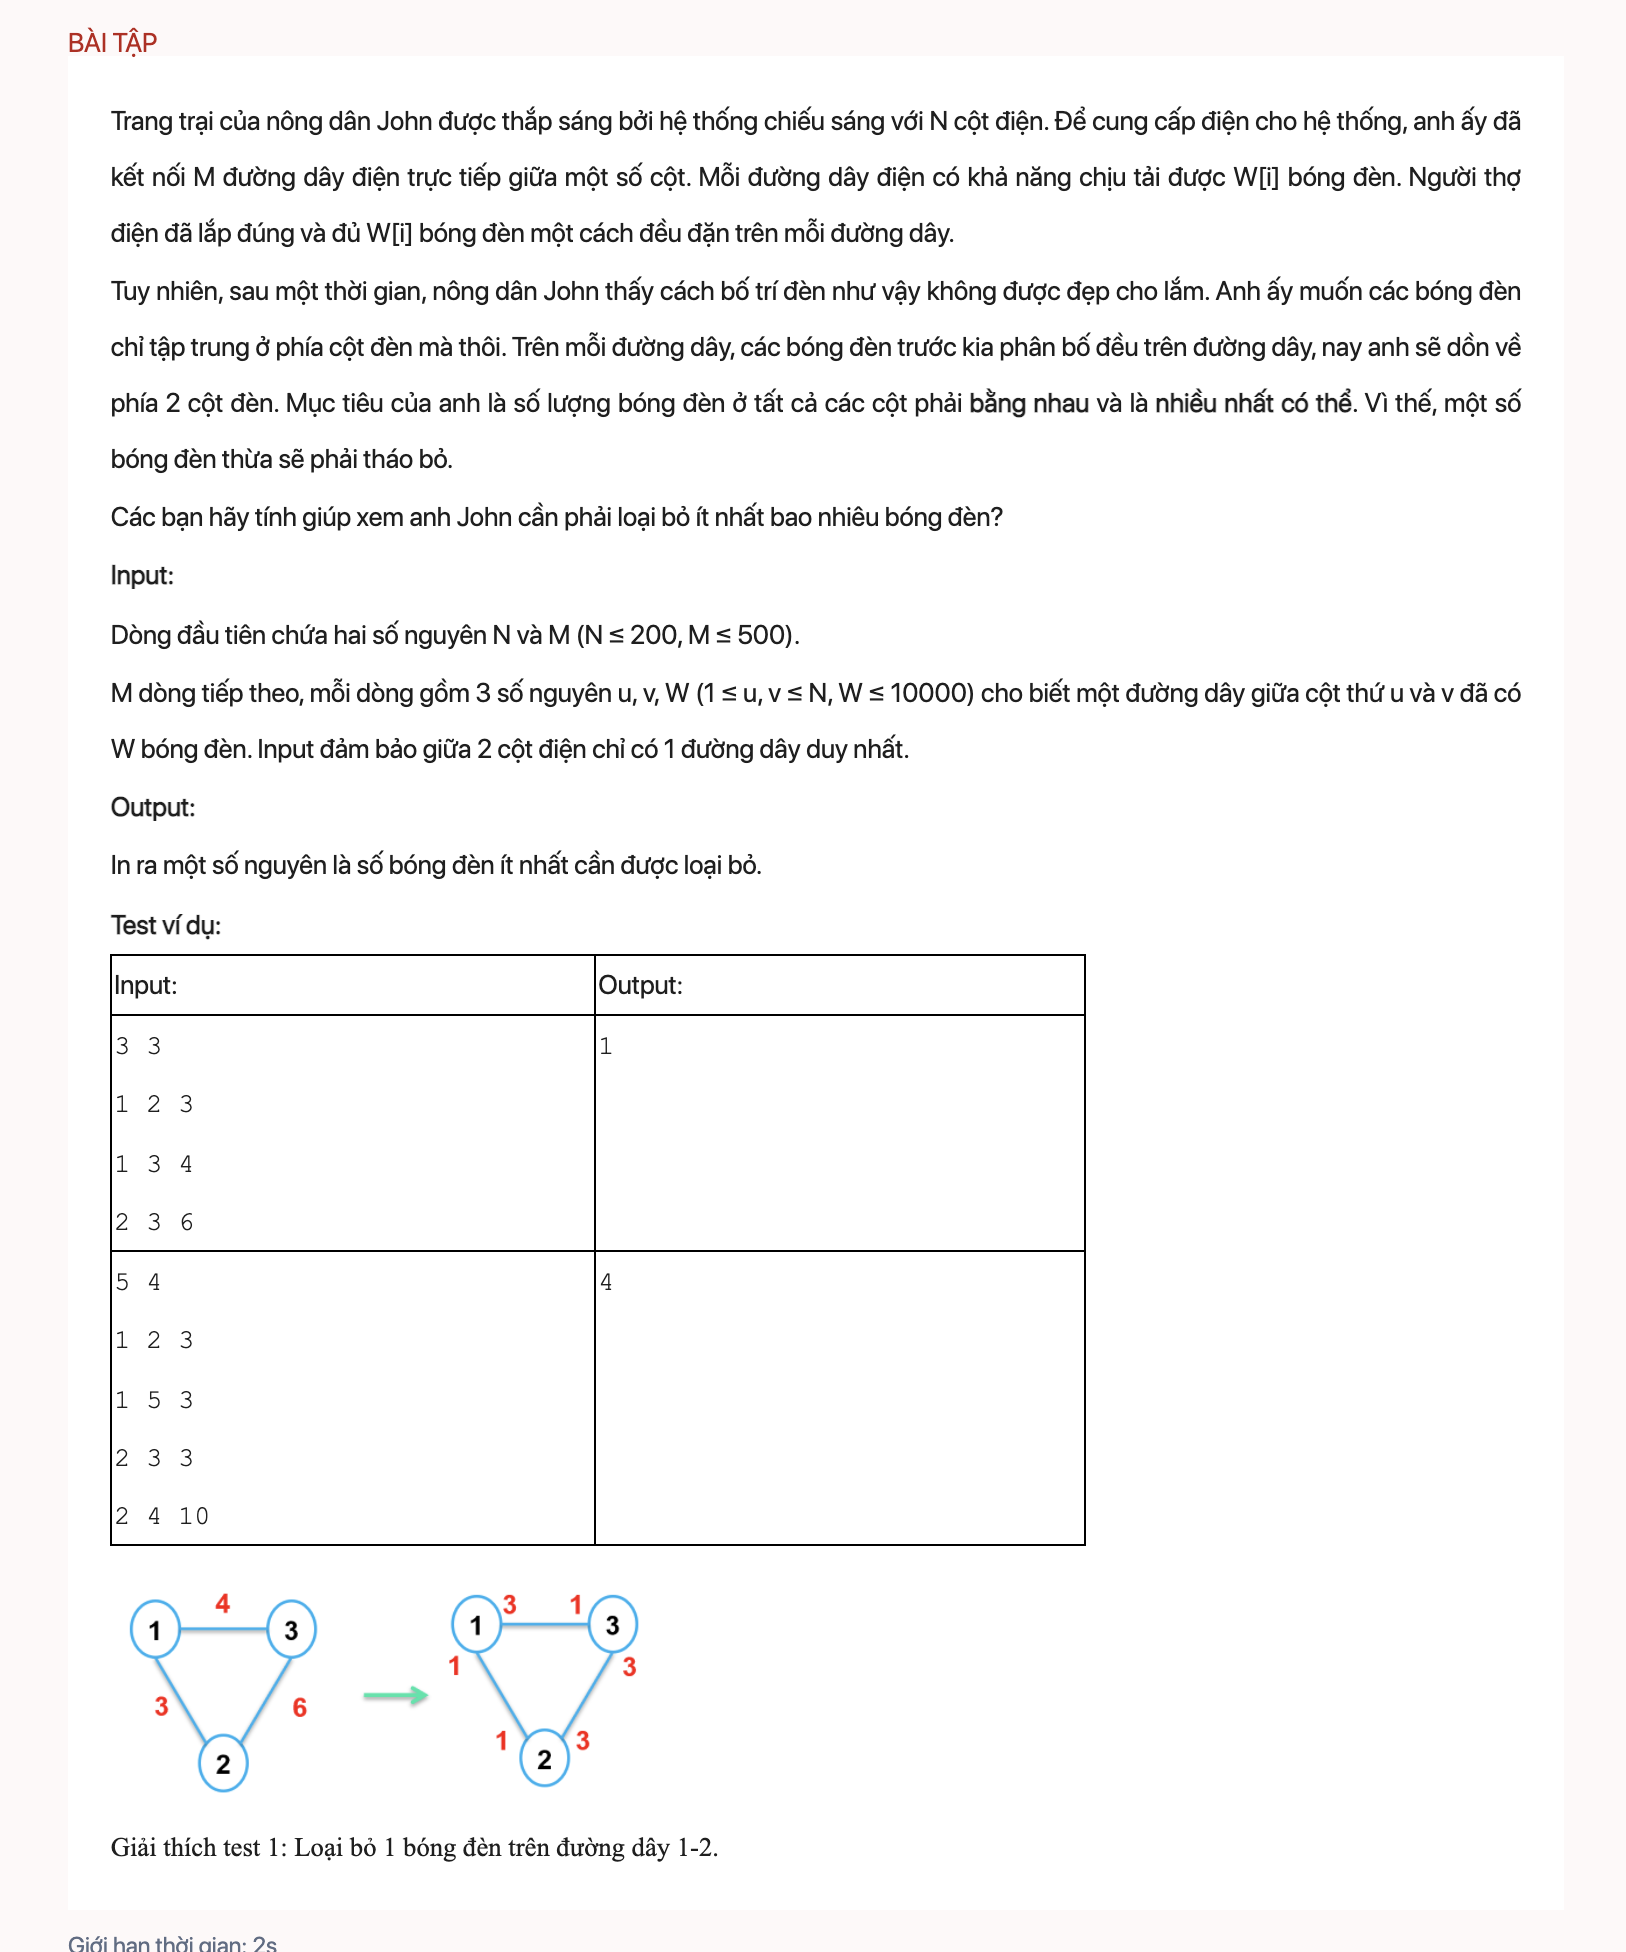 BÀI TẬP
Trang trại của nông dân John được thắp sáng bởi hệ thống chiếu sáng với N cột điện. Để cung cấp điện cho hệ thống, anh ấy đã
kết nối M đường dây điện trực tiếp giữa một số cột. Mỗi đường dây điện có khả năng chịu tải được W[i] bóng đèn. Người thợ
điện đã lắp đúng và đủ W[i] bóng đèn một cách đều đặn trên mỗi đường dây.
Tuy nhiên, sau một thời gian, nông dân John thấy cách bố trí đèn như vậy không được đẹp cho lắm. Anh ấy muốn các bóng đèn
chỉ tập trung ở phía cột đèn mà thôi. Trên mỗi đường dây, các bóng đèn trước kia phân bố đều trên đường dây, nay anh sẽ dồn về
phía 2 cột đèn. Mục tiêu của anh là số lượng bóng đèn ở tất cả các cột phải bằng nhau và là nhiều nhất có thể. Vì thế, một số
bóng đèn thừa sẽ phải tháo bỏ.
Các bạn hãy tính giúp xem anh John cần phải loại bỏ ít nhất bao nhiêu bóng đèn?
Input:
Dòng đầu tiên chứa hai số nguyên N và M (N ≤ 200, M ≤ 500).
M dòng tiếp theo, mỗi dòng gồm 3 số nguyên u, v, W (1 ≤ u, v ≤ N, W ≤ 10000) cho biết một đường dây giữa cột thứ u và v đã có
W bóng đèn. Input đảm bảo giữa 2 cột điện chỉ có 1 đường dây duy nhất.
Output:
In ra một số nguyên là số bóng đèn ít nhất cần được loại bỏ.
Test ví dụ:
Input: Output:
3 3 1
1 2 3
1 3 4
2 3 6
5 4 4
1 2 3
1 5 3
2 3 3
2 4 10
4 3 1
1 3 1 3
1 3
3 6
1 3
2 2
Giải thích test 1: Loại bỏ 1 bóng đèn trên đường dây 1-2.
Giới hạn thời gian: 2s